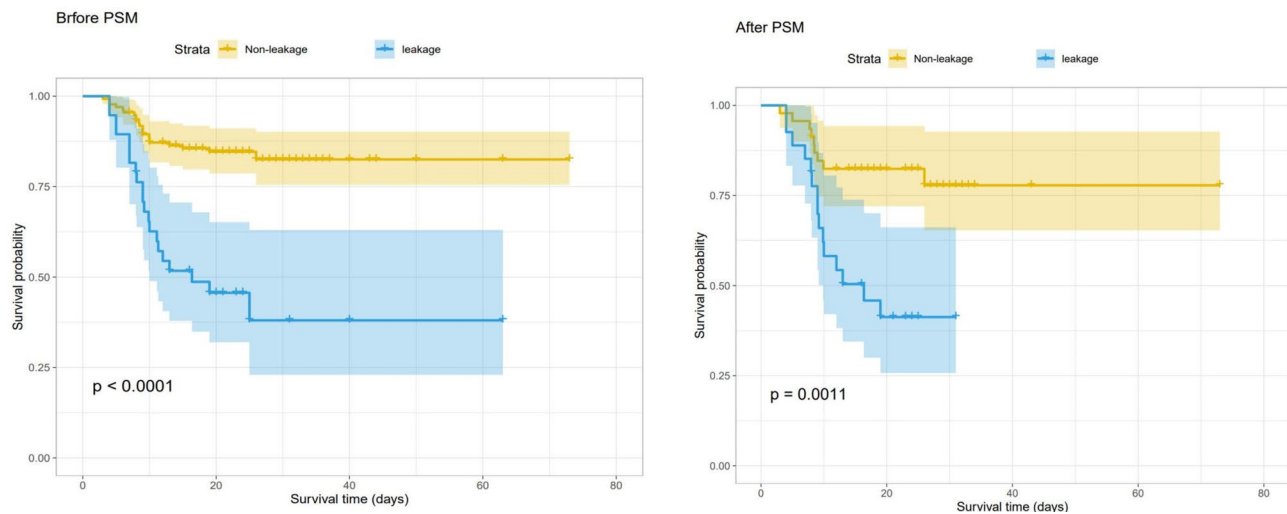 Brfore PSM
Strata Non-leakage leakage
1.00
0.75
0.50
0.25
0.00
Survival probability
p < 0.0001
0 20 40 60 80
Survival time (days)
After PSM
Strata Non-leakage leakage
1.00
0.75
0.50
0.25
0.00
Survival probability
p = 0.0011
0 20 40 60 80
Survival time (days)